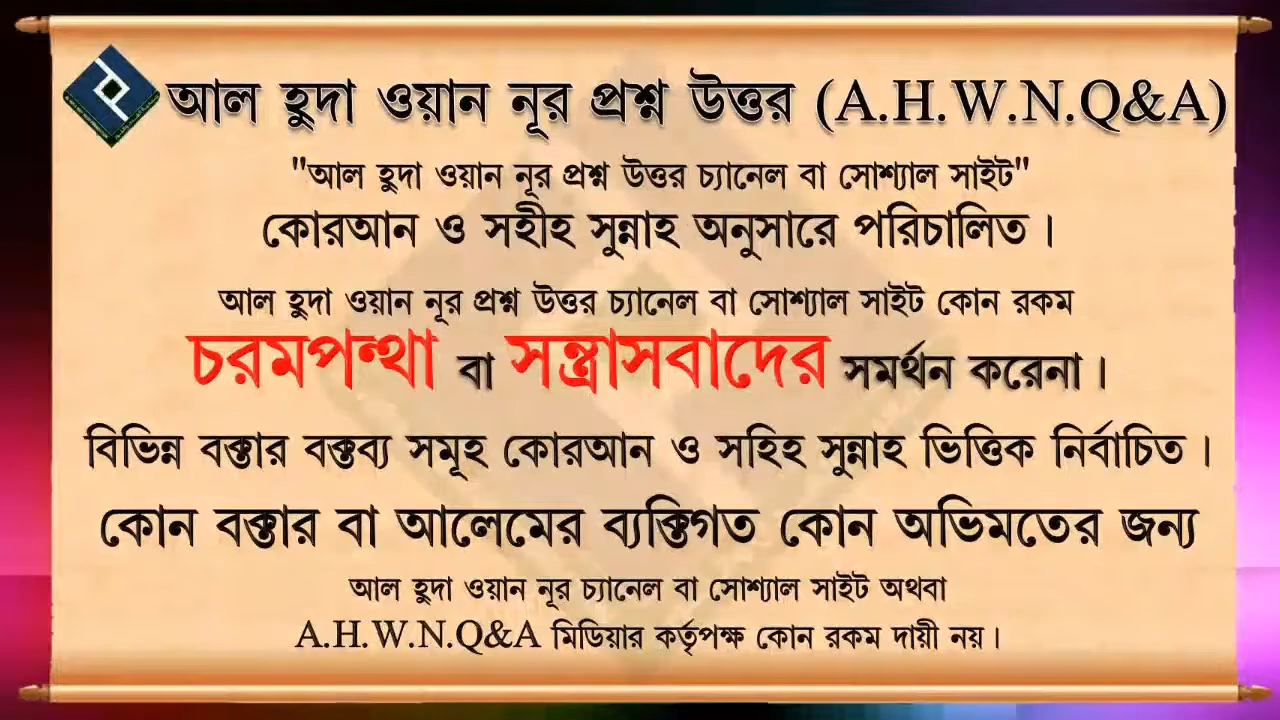 আল হুদা ওয়ান নূর প্রশ্ন উত্তর (A.H.W.N.Q&A)
"আল হুদা ওয়ান নূর প্রশ্ন উত্তর চ্যানেল বা সোশ্যাল সাইট"
কোরআন ও সহীহ সুন্নাহ অনুসারে পরিচালিত।
আল হুদা ওয়ান নূর প্রশ্ন উত্তর চ্যানেল বা সোশ্যাল সাইট কোন রকম
চরমপন্থা বা সন্ত্রাসবাদের সমর্থন করেনা।
বিভিন্ন বক্তার বক্তব্য সমূহ কোরআন ও সহিহ সুন্নাহ ভিত্তিক নির্বাচিত।
কোন বক্তার বা আলেমের ব্যক্তিগত কোন অভিমতের জন্য
আল হুদা ওয়ান নূর চ্যানেল বা সোশ্যাল সাইট অথবা
A.H.W.N.Q&A মিডিয়ার কর্তৃপক্ষ কোন রকম দায়ী নয়।